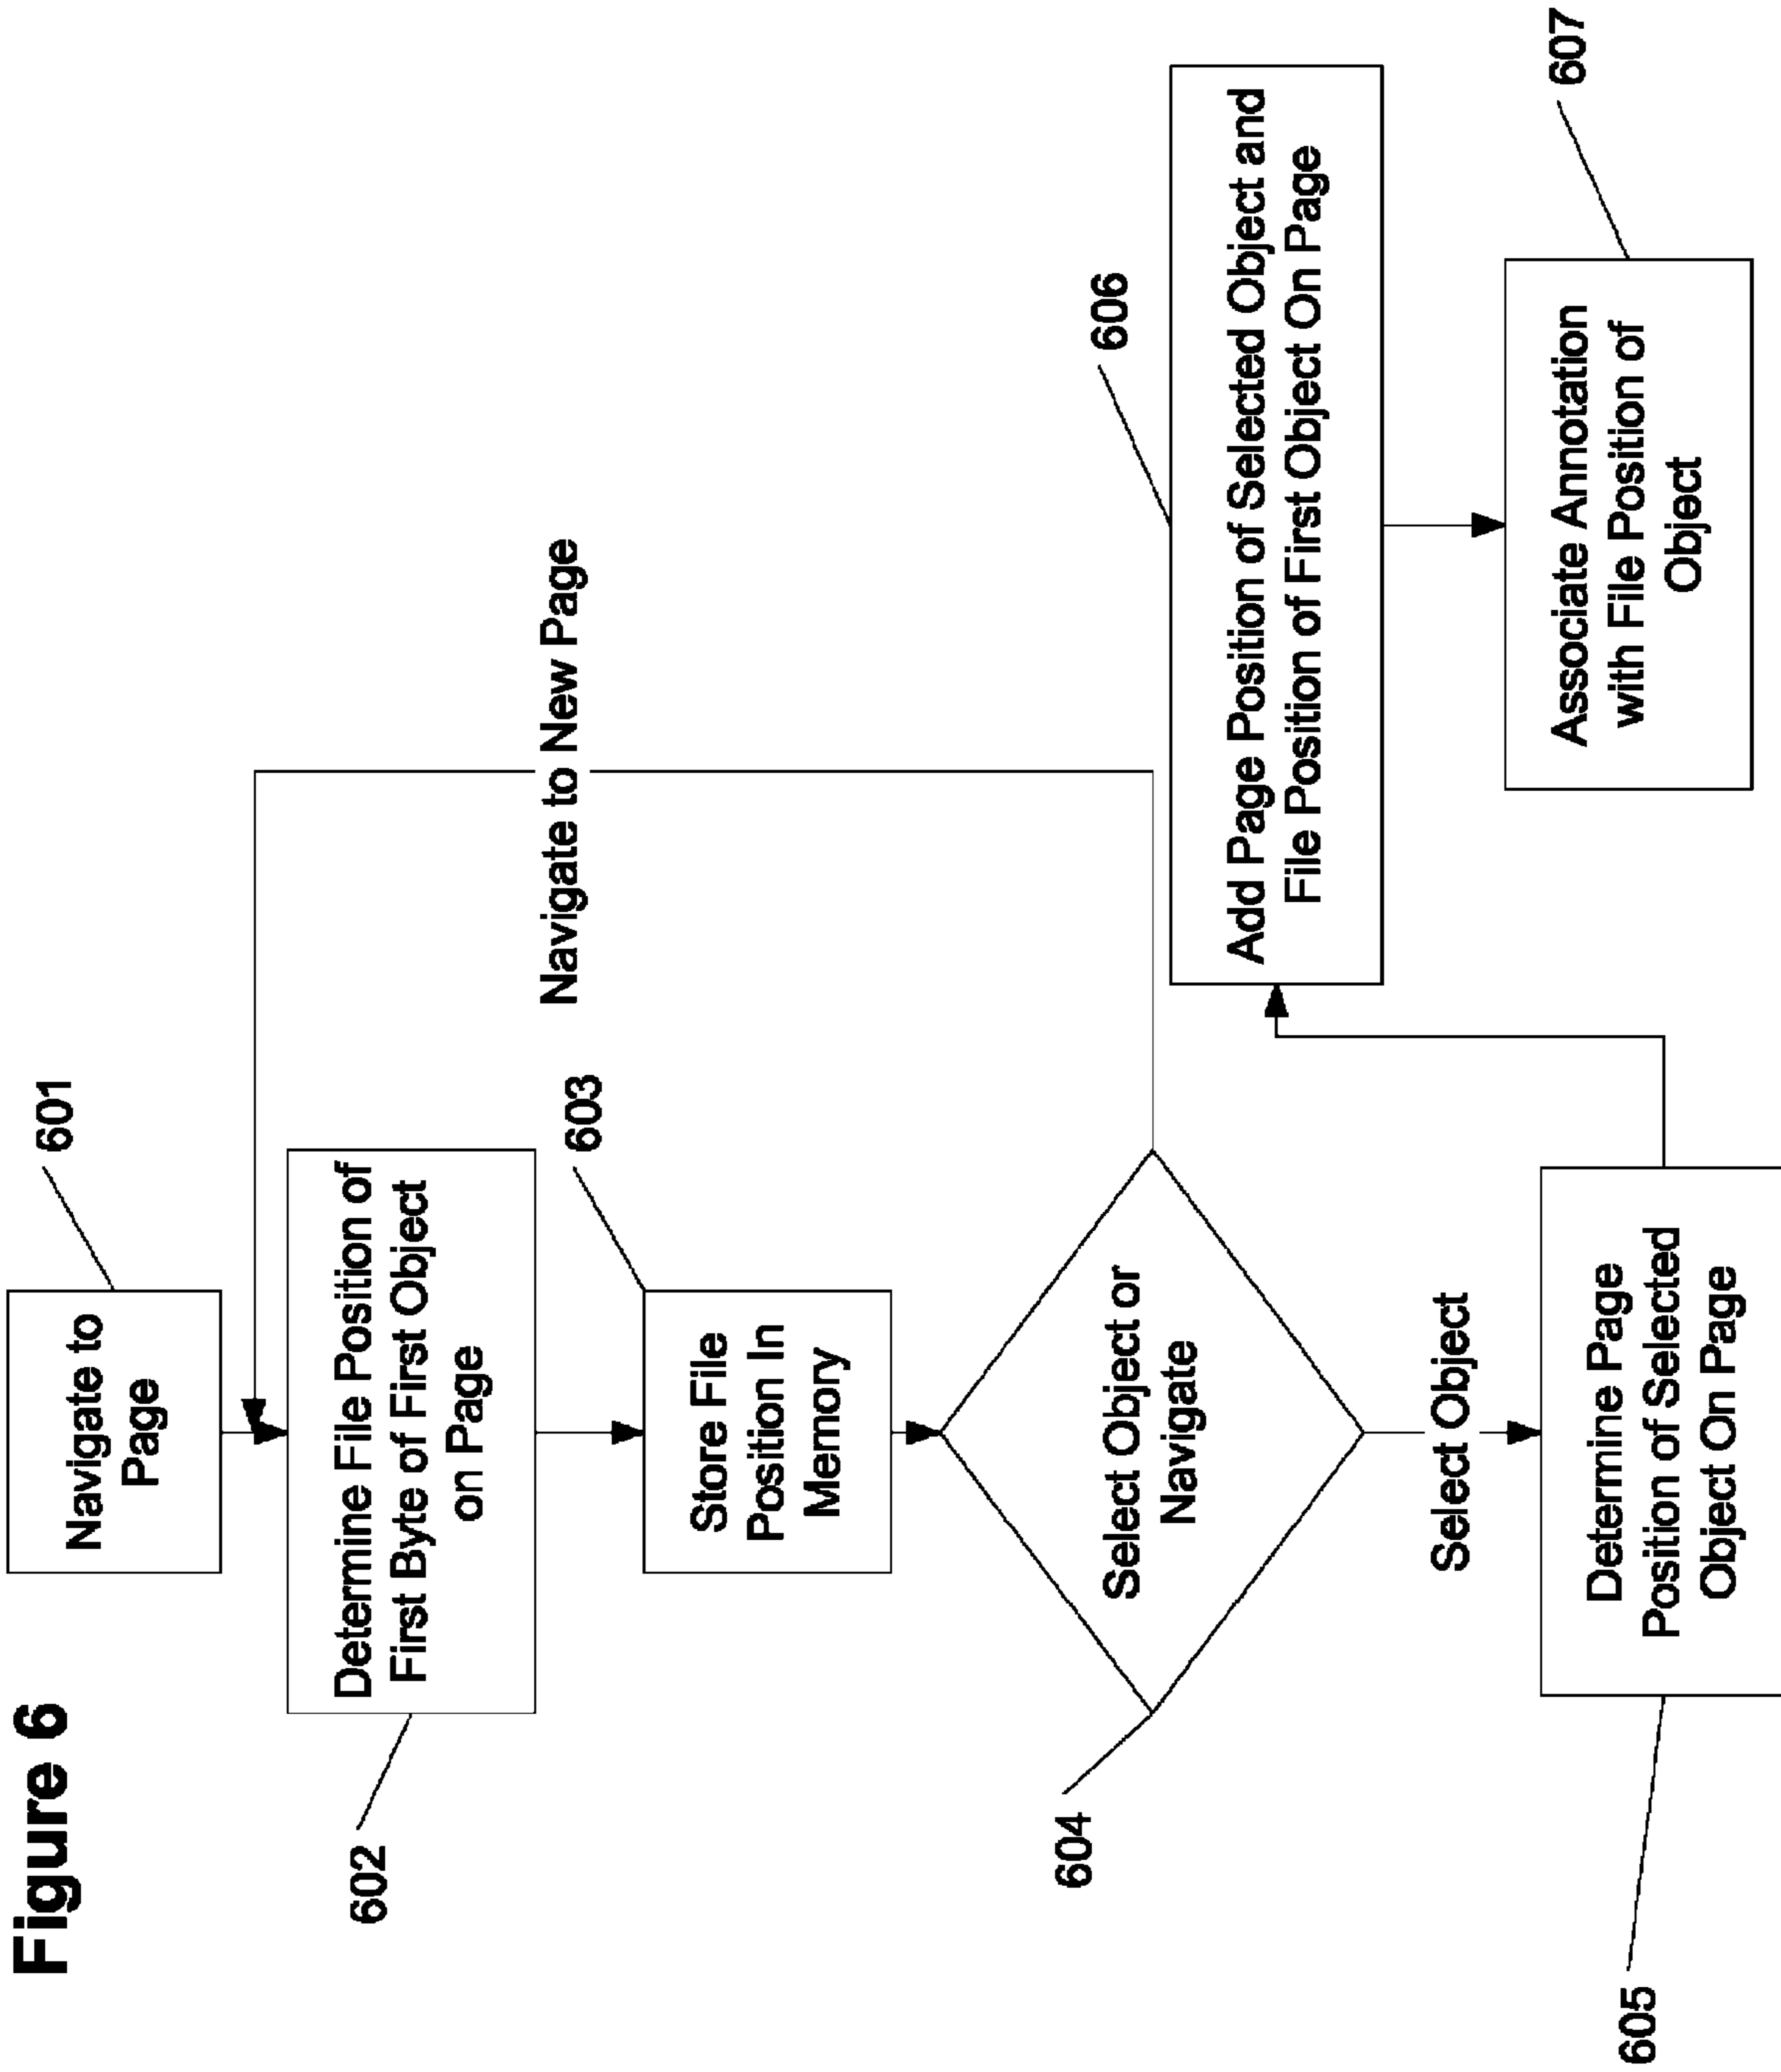 Figure 6
Navigate to
Page
601
Determine File Position of
First Byte of First Object
on Page
602
Store File
Position In
Memory
603
Navigate to New Page
Select Object or
Navigate
604
Select Object
Determine Page
Position of Selected
Object On Page
605
Add Page Position of Selected Object and
File Position of First Object On Page
606
Associate Annotation
with File Position of
Object
607